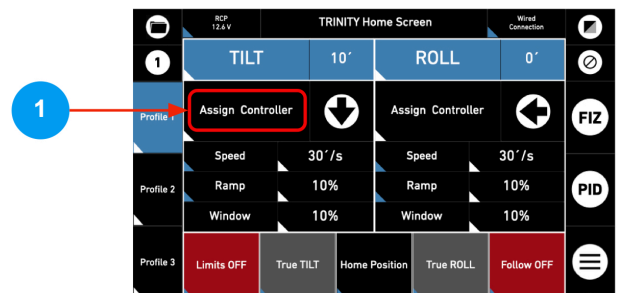 RCP
12.6 V
TRINITY Home Screen
Wired
Connection
1
TILT 10´ ROLL 0´
1
Profile 1
Assign Controller
Assign Controller
FIZ
Speed 30´/s Speed 30´/s
Profile 2
Ramp 10% Ramp 10%
PID
Window 10% Window 10%
Profile 3
Limits OFF
True TILT
Home Position
True ROLL
Follow OFF